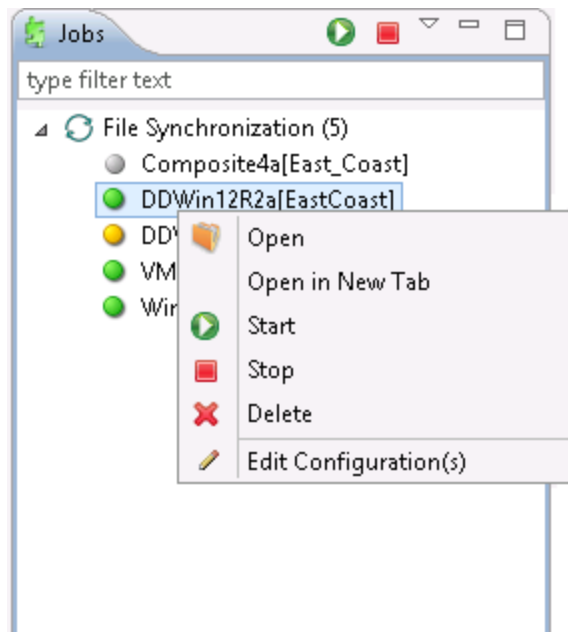 Jobs
type filter text
File Synchronization (5)
Composite4a[East_Coast]
DDWin12R2a[EastCoast]
Open
Open in New Tab
Start
Stop
Delete
Edit Configuration(s)